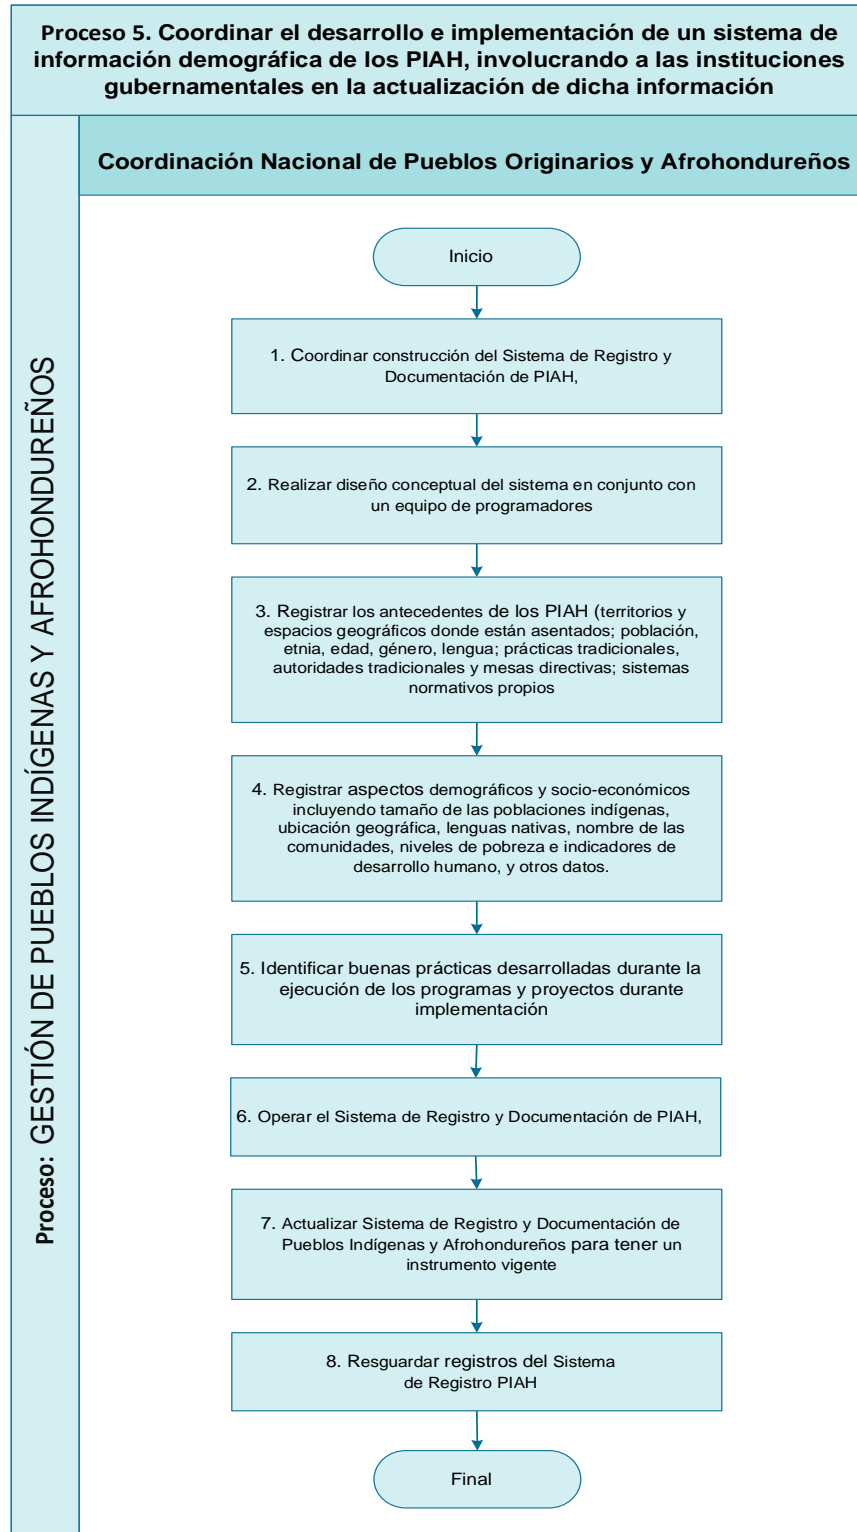 Proceso 5. Coordinar el desarrollo e implementación de un sistema de
información demográfica de los PIAH, involucrando a las instituciones
gubernamentales en la actualización de dicha información
Coordinación Nacional de Pueblos Originarios y Afrohondureños
Proceso: GESTIÓN DE PUEBLOS INDÍGENAS Y AFROHONDUREÑOS
Inicio
1. Coordinar construcción del Sistema de Registro y
Documentación de PIAH,
2. Realizar diseño conceptual del sistema en conjunto con
un equipo de programadores
3. Registrar los antecedentes de los PIAH (territorios y
espacios geográficos donde están asentados; población,
etnia, edad, género, lengua; prácticas tradicionales,
autoridades tradicionales y mesas directivas; sistemas
normativos propios
4. Registrar aspectos demográficos y socio-económicos
incluyendo tamaño de las poblaciones indígenas,
ubicación geográfica, lenguas nativas, nombre de las
comunidades, niveles de pobreza e indicadores de
desarrollo humano, y otros datos.
5. Identificar buenas prácticas desarrolladas durante la
ejecución de los programas y proyectos durante
implementación
6. Operar el Sistema de Registro y Documentación de PIAH,
7. Actualizar Sistema de Registro y Documentación de
Pueblos Indígenas y Afrohondureños para tener un
instrumento vigente
8. Resguardar registros del Sistema
de Registro PIAH
Final